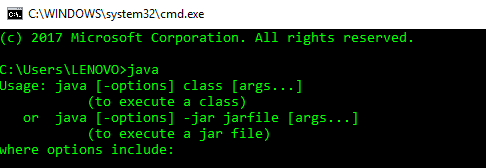 C:\WINDOWS\system32\cmd.exe
(c) 2017 Microsoft Corporation. All rights reserved.
C:\Users\LENOVO>java
Usage: java [-options] class [args...]
(to execute a class)
or  java [-options] -jar jarfile [args...]
(to execute a jar file)
where options include: